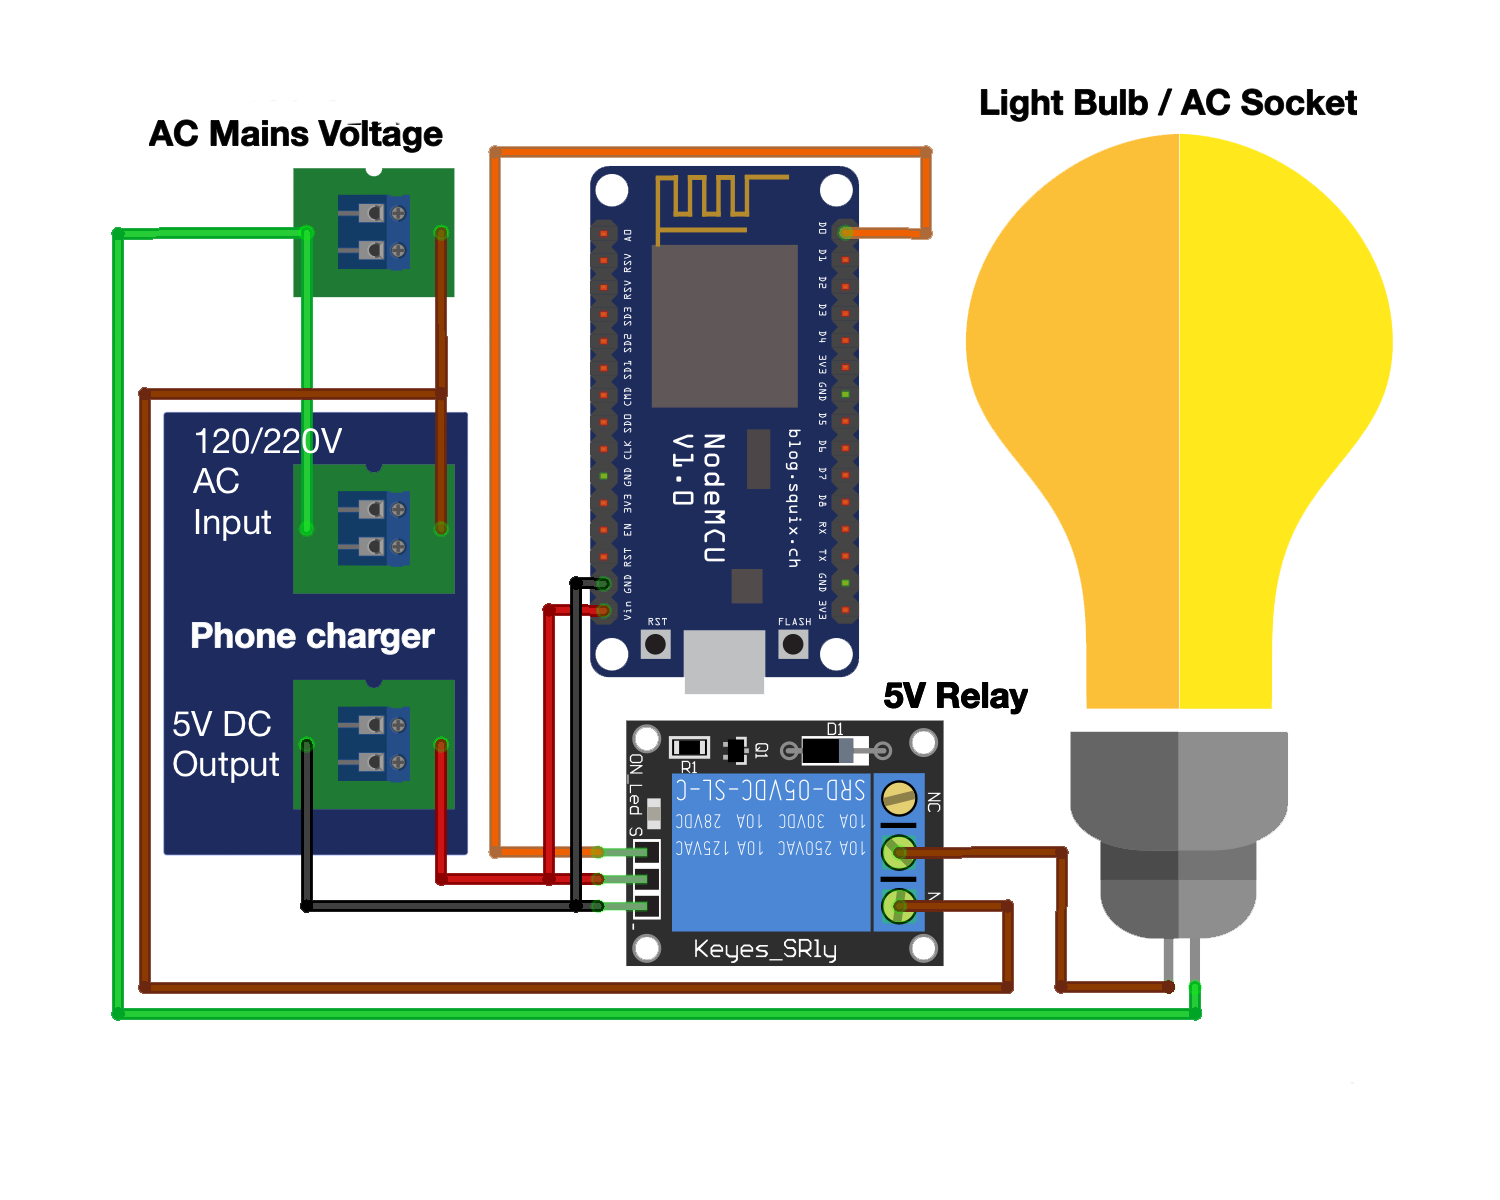 Light Bulb / AC Socket
AC Mains Voltage
A0
RSV
RSV
SD3
SD2
SD1
CMD
SD0
CLK
GND
3V3
EN
RST
GND
Vin
D0
D1
D2
D3
D4
3V3
GND
D5
D6
D7
D8
RX
TX
GND
3V3
NodeMCU
V1.0
blog.squix.ch
RST
FLASH
120/220V
AC
Input
Phone charger
5V DC
Output
5V Relay
R1
Q1
D1
ON_Led
S
-
SRD-05VDC-SL-C
10A 30VDC 10A 28VDC
10A 250VAC 10A 125VAC
NC
N
Keyes_SR1y